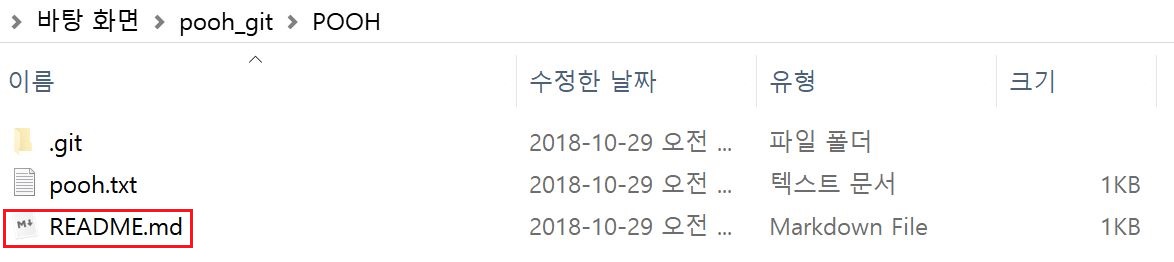 바탕 화면 > pooh_git > POOH
이름 수정한 날짜 유형 크기
.git 2018-10-29 오전 ... 파일 폴더
pooh.txt 2018-10-29 오전 ... 텍스트 문서 1KB
README.md 2018-10-29 오전 ... Markdown File 1KB